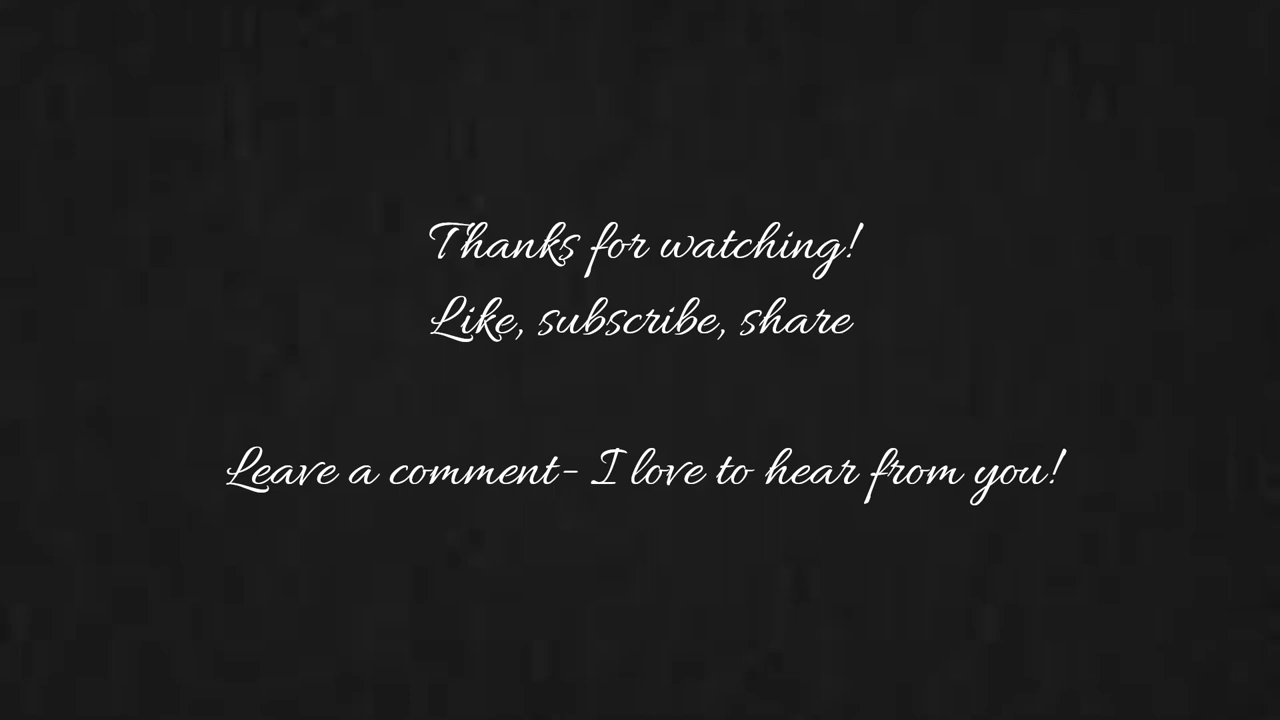 Thanks for watching!
Like, subscribe, share
Leave a comment- I love to hear from you!